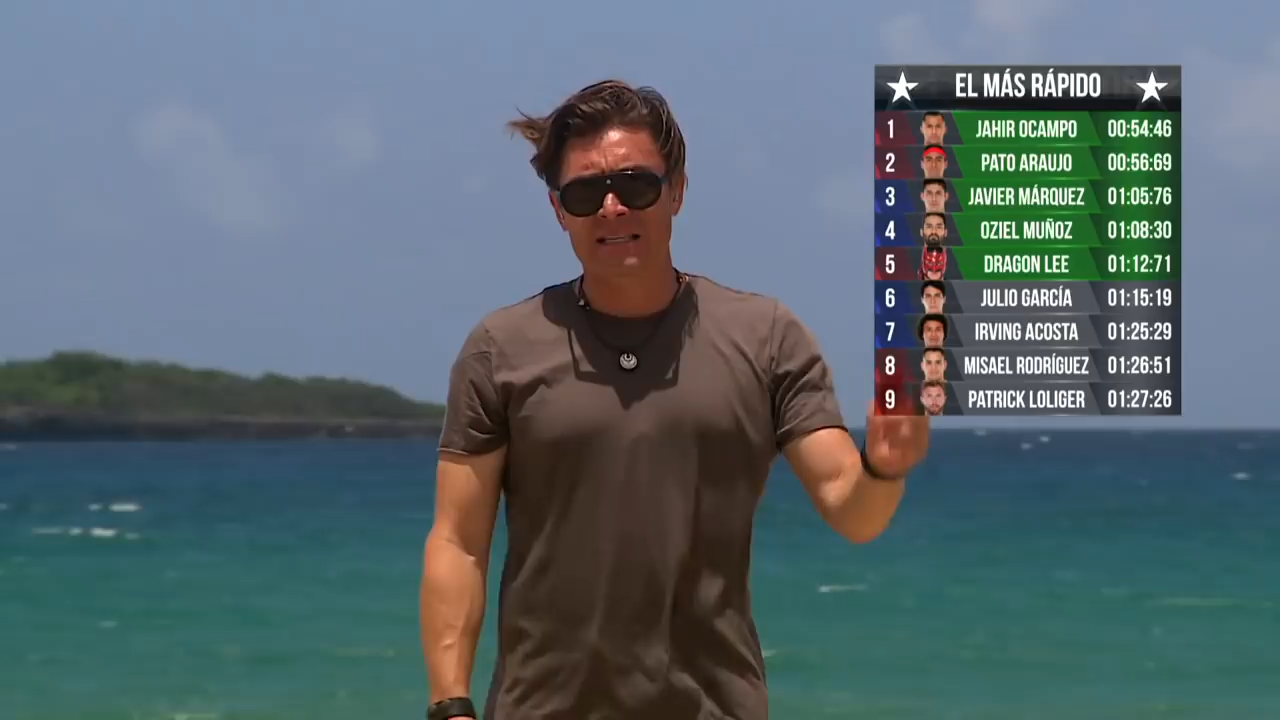 EL MÁS RÁPIDO
1 JAHIR OCAMPO 00:54:46
2 PATO ARAUJO 00:56:69
3 JAVIER MÁRQUEZ 01:05:76
4 OZIEL MUÑOZ 01:08:30
5 DRAGON LEE 01:12:71
6 JULIO GARCÍA 01:15:19
7 IRVING ACOSTA 01:25:29
8 MISAEL RODRÍGUEZ 01:26:51
9 PATRICK LOLIGER 01:27:26